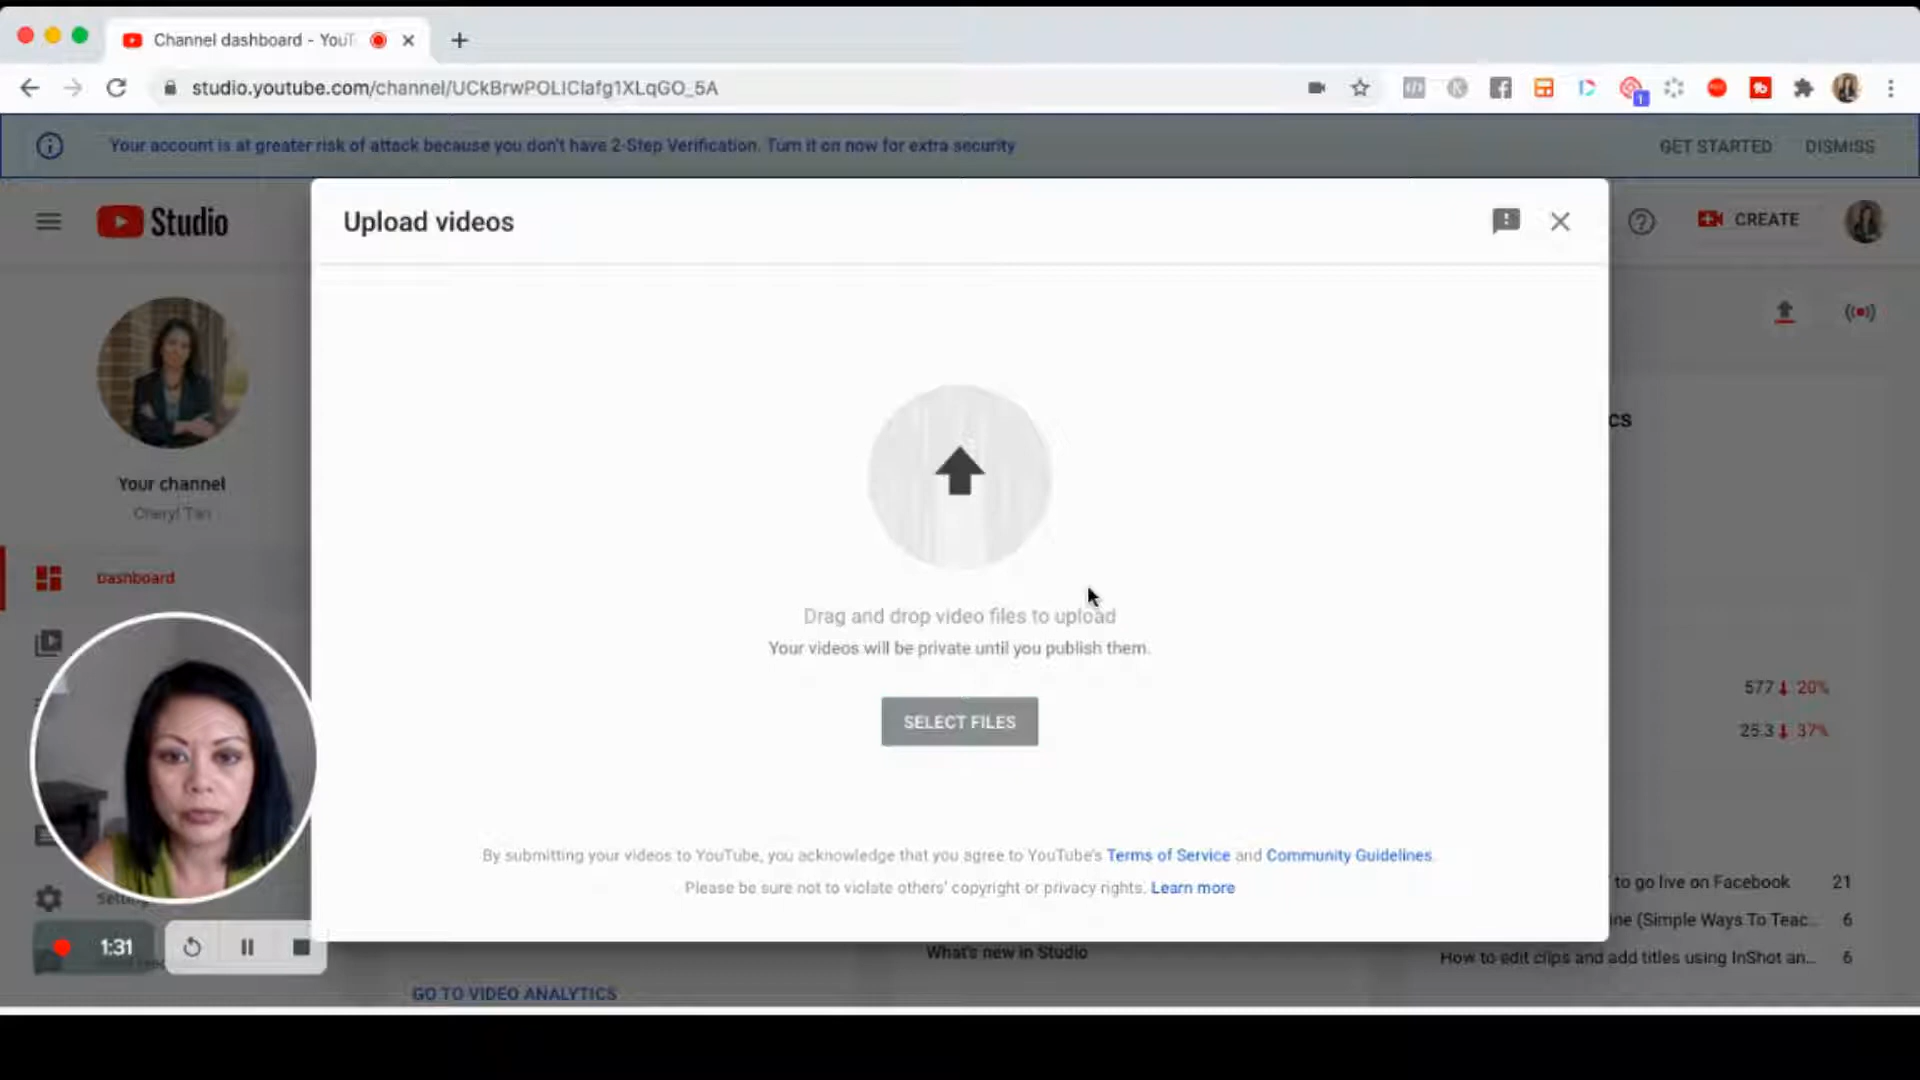 Channel dashboard - YouT
studio.youtube.com/channel/UCkBrwPOLIClafg1XLqGO_5A
1
Your account is at greater risk of attack because you don't have 2-Step Verification. Turn it on now for extra security
GET STARTED
DISMISS
Studio
Upload videos
CREATE
Your channel
Cheryl Tan
cs
Dashboard
Drag and drop video files to upload
Your videos will be private until you publish them.
577 20%
SELECT FILES
25.3 37%
By submitting your videos to YouTube, you acknowledge that you agree to YouTube's Terms of Service and Community Guidelines.
Please be sure not to violate others' copyright or privacy rights. Learn more
to go live on Facebook 21
ine (Simple Ways To Teac... 6
How to edit clips and add titles using InShot an... 6
1:31
What's new in Studio
GO TO VIDEO ANALYTICS